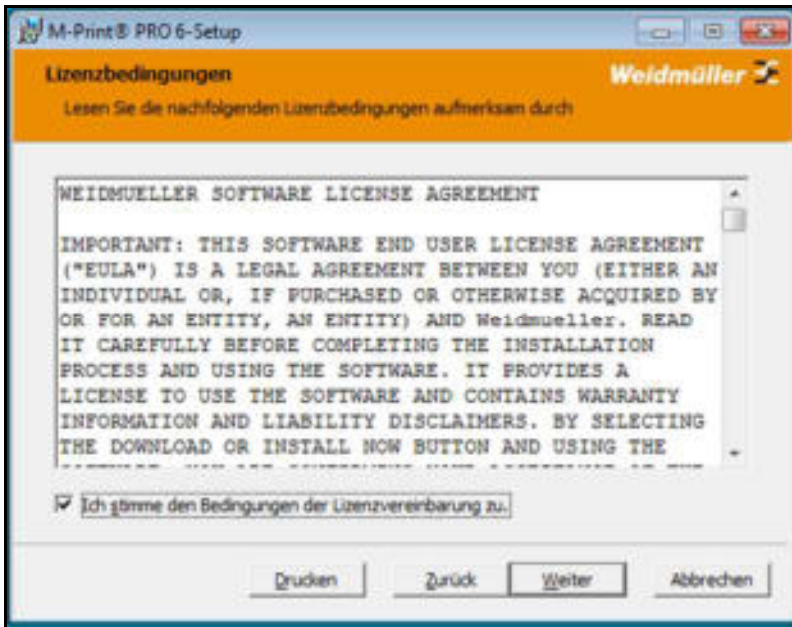 M-Print® PRO 6-Setup
Lizenzbedingungen
Weidmüller
Lesen Sie die nachfolgenden Lizenzbedingungen aufmerksam durch
WEIDMUELLER SOFTWARE LICENSE AGREEMENT
IMPORTANT: THIS SOFTWARE END USER LICENSE AGREEMENT
("EULA") IS A LEGAL AGREEMENT BETWEEN YOU (EITHER AN
INDIVIDUAL OR, IF PURCHASED OR OTHERWISE ACQUIRED BY
OR FOR AN ENTITY, AN ENTITY) AND Weidmueller. READ
IT CAREFULLY BEFORE COMPLETING THE INSTALLATION
PROCESS AND USING THE SOFTWARE. IT PROVIDES A
LICENSE TO USE THE SOFTWARE AND CONTAINS WARRANTY
INFORMATION AND LIABILITY DISCLAIMERS. BY SELECTING
THE DOWNLOAD OR INSTALL NOW BUTTON AND USING THE
Ich stimme den Bedingungen der Lizenzvereinbarung zu.
Drucken
Zurück
Weiter
Abbrechen